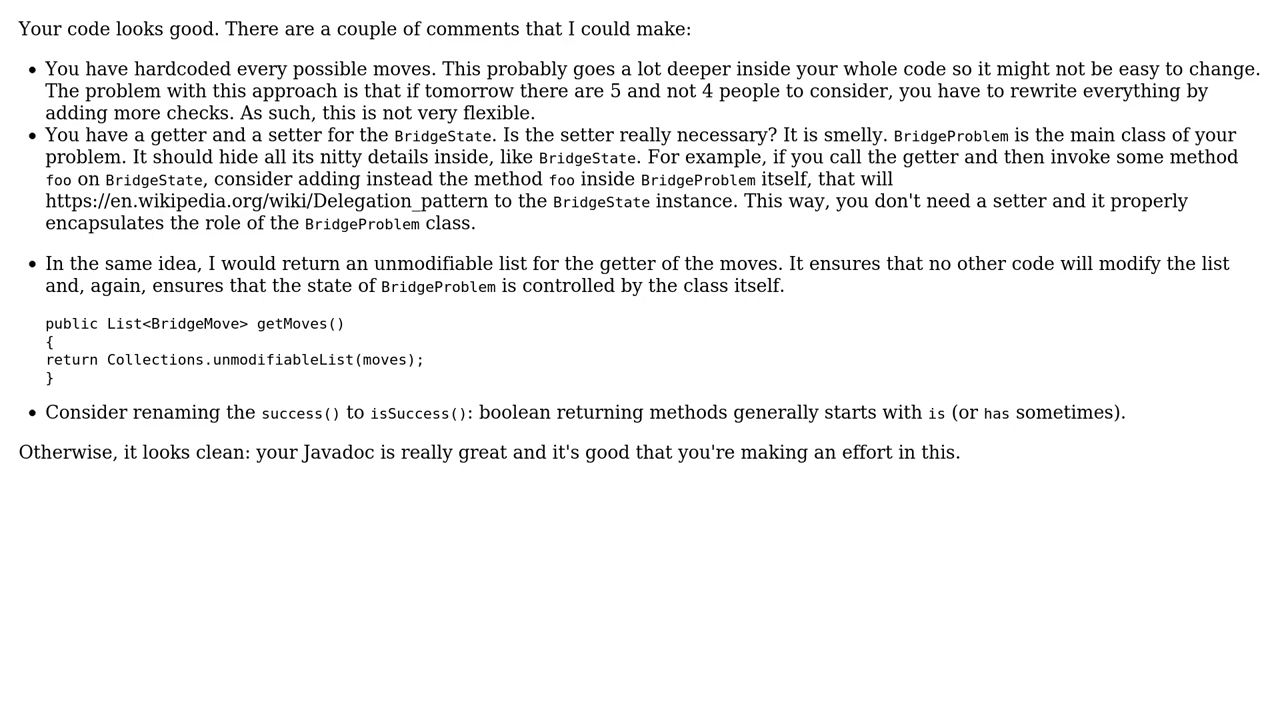 Your code looks good. There are a couple of comments that I could make:
• You have hardcoded every possible moves. This probably goes a lot deeper inside your whole code so it might not be easy to change.
The problem with this approach is that if tomorrow there are 5 and not 4 people to consider, you have to rewrite everything by
adding more checks. As such, this is not very flexible.
• You have a getter and a setter for the BridgeState. Is the setter really necessary? It is smelly. BridgeProblem is the main class of your
problem. It should hide all its nitty details inside, like BridgeState. For example, if you call the getter and then invoke some method
foo on BridgeState, consider adding instead the method foo inside BridgeProblem itself, that will
https://en.wikipedia.org/wiki/Delegation_pattern to the BridgeState instance. This way, you don't need a setter and it properly
encapsulates the role of the BridgeProblem class.
• In the same idea, I would return an unmodifiable list for the getter of the moves. It ensures that no other code will modify the list
and, again, ensures that the state of BridgeProblem is controlled by the class itself.
public List<BridgeMove> getMoves()
{
return Collections.unmodifiableList(moves);
}
• Consider renaming the success() to isSuccess(): boolean returning methods generally starts with is (or has sometimes).
Otherwise, it looks clean: your Javadoc is really great and it's good that you're making an effort in this.